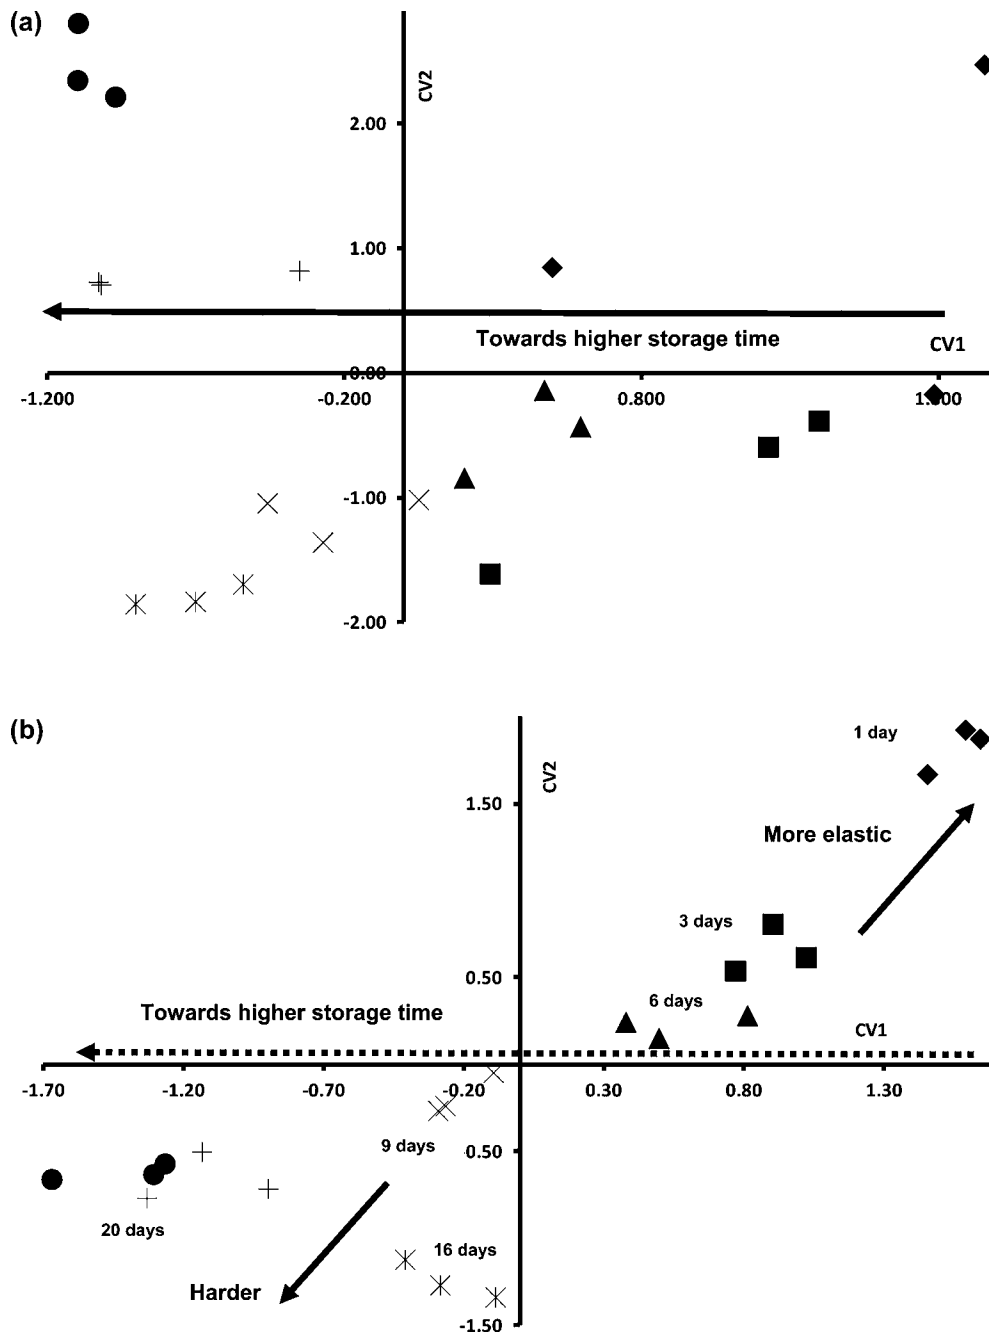 (a)
CV2
2.00
1.00
Towards higher storage time
CV1
0.00
-1.200
-0.200
0.800
1.800
-1.00
-2.00
(b)
1 day
CV2
1.50
More elastic
3 days
0.50
6 days
Towards higher storage time
CV1
-1.70
-1.20
-0.70
-0.20
0.30
0.80
1.30
9 days
-0.50
20 days
16 days
Harder
-1.50